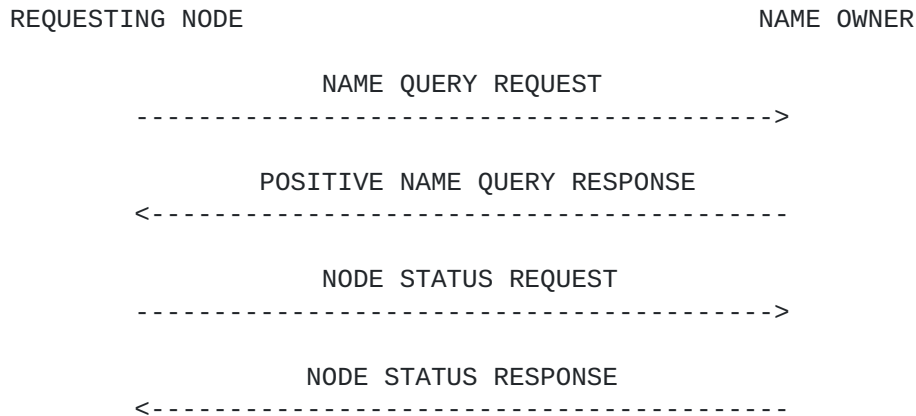 REQUESTING NODE                                 NAME OWNER
NAME QUERY REQUEST
----------------------------------------->
POSITIVE NAME QUERY RESPONSE
<-----------------------------------------
NODE STATUS REQUEST
----------------------------------------->
NODE STATUS RESPONSE
<-----------------------------------------